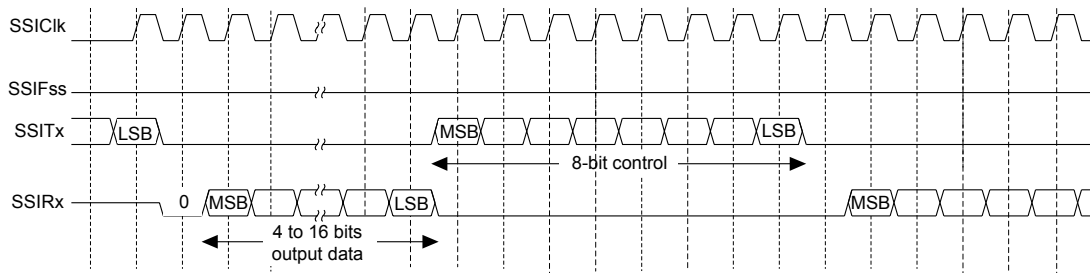 SSIClk
SSIFss
SSITx LSB MSB LSB
8-bit control
SSIRx 0 MSB LSB MSB
4 to 16 bits
output data